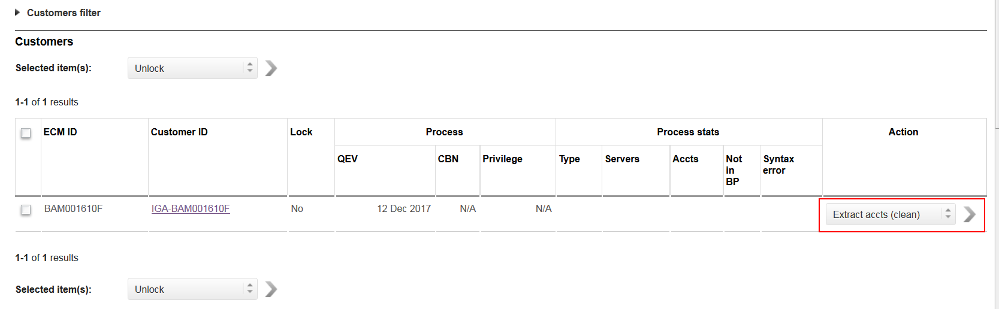 Customers filter
Customers
Selected item(s): Unlock
1-1 of 1 results
ECM ID Customer ID Lock Process Process stats Action
QEV CBN Privilege Type Servers Accts Not in BP Syntax error
BAM001610F IGA-BAM001610F No 12 Dec 2017 N/A N/A Extract accts (clean)
1-1 of 1 results
Selected item(s): Unlock